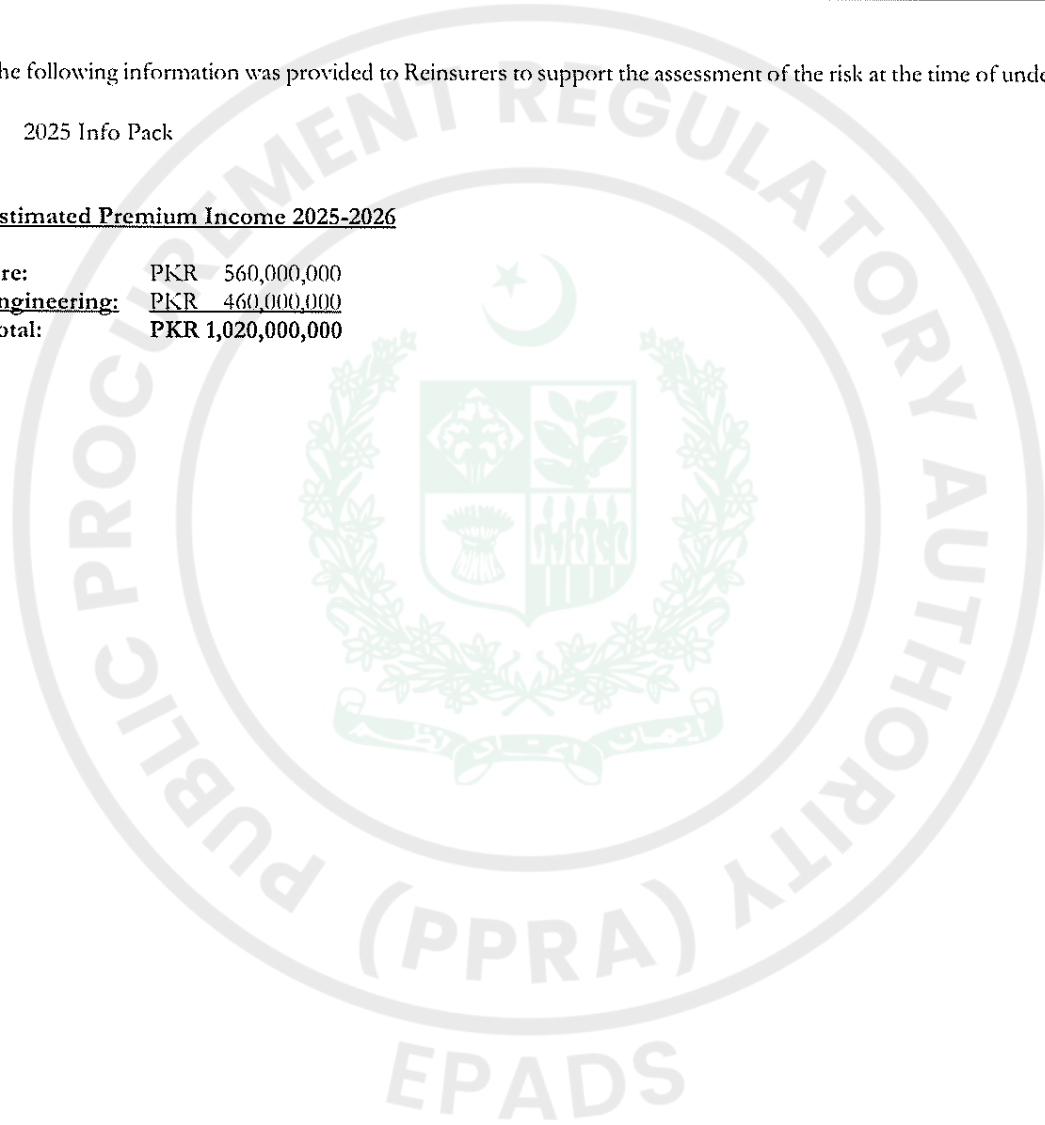 he following information was provided to Reinsurers to support the assessment of the risk at the time of unde
2025 Info Pack
stimated Premium Income 2025-2026
re: PKR 560,000,000
ngineering: PKR 460,000,000
otal: PKR 1,020,000,000
PUBLIC PROCUREMENT REGULATORY AUTHORITY
(PPRA)
EPADS